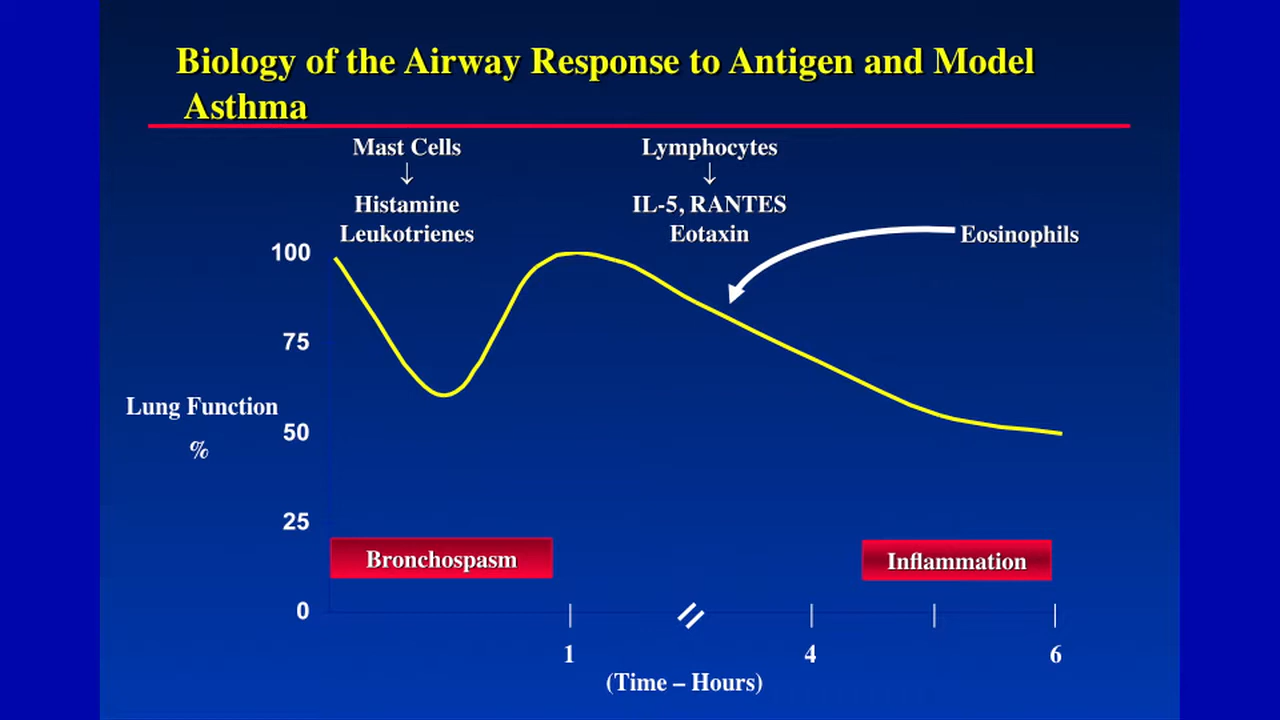 Biology of the Airway Response to Antigen and Model
Asthma
Mast Cells
↓
Histamine
Leukotrienes
Lymphocytes
↓
IL-5, RANTES
Eotaxin
Eosinophils
100
75
Lung Function
%
50
25
Bronchospasm
Inflammation
0
1
4
6
(Time – Hours)